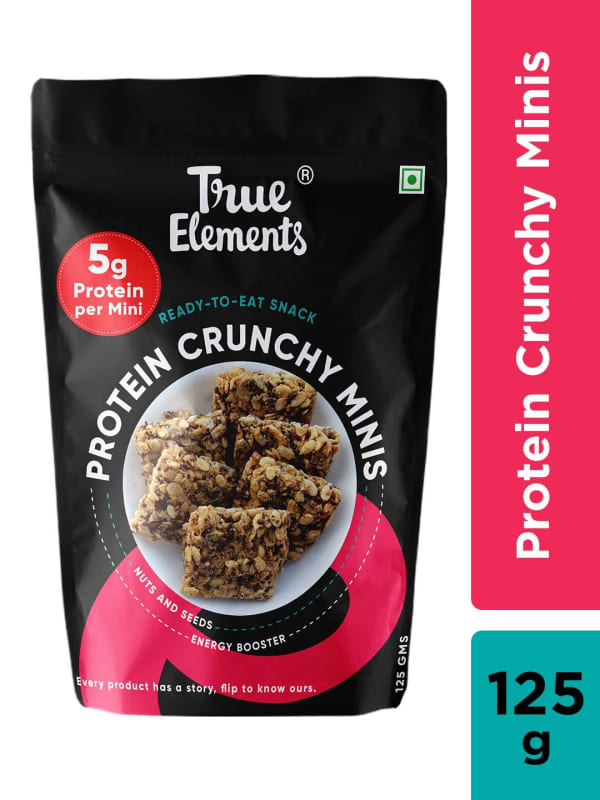 True ®
Elements
5g
Protein
per Mini
READY-TO-EAT SNACK
PROTEIN CRUNCHY MINIS
NUTS AND SEEDS
ENERGY BOOSTER
Every product has a story, flip to know ours.
125 GMS
Protein Crunchy Minis
125
g